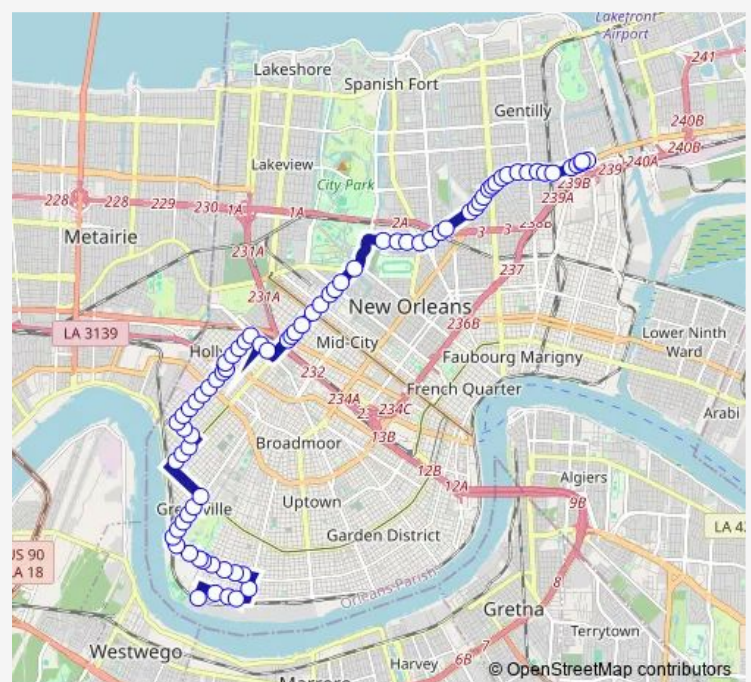 Lakefront
Airport
Lakeshore
Spanish Fort
241
Gentilly
240B
240B
Lakeview
240A
239
239B
239A
City Park
228
228
229
230
1A
1A
2A
3
3
238B
Metairie
231A
237
231A
New Orleans
236B
LA 3139
Holly
Mid-City
Lower Ninth
Ward
232
Faubourg Marigny
French Quarter
234A
234C
Arabi
13B
Broadmoor
12B
Algiers
12A
Uptown
9B
Garden District
LA 4
US 90
LA 18
8
Orleans Parish
Gretna
Terrytown
Westwego
7
6B
Harvey
Marrero
© OpenStreetMap contributors